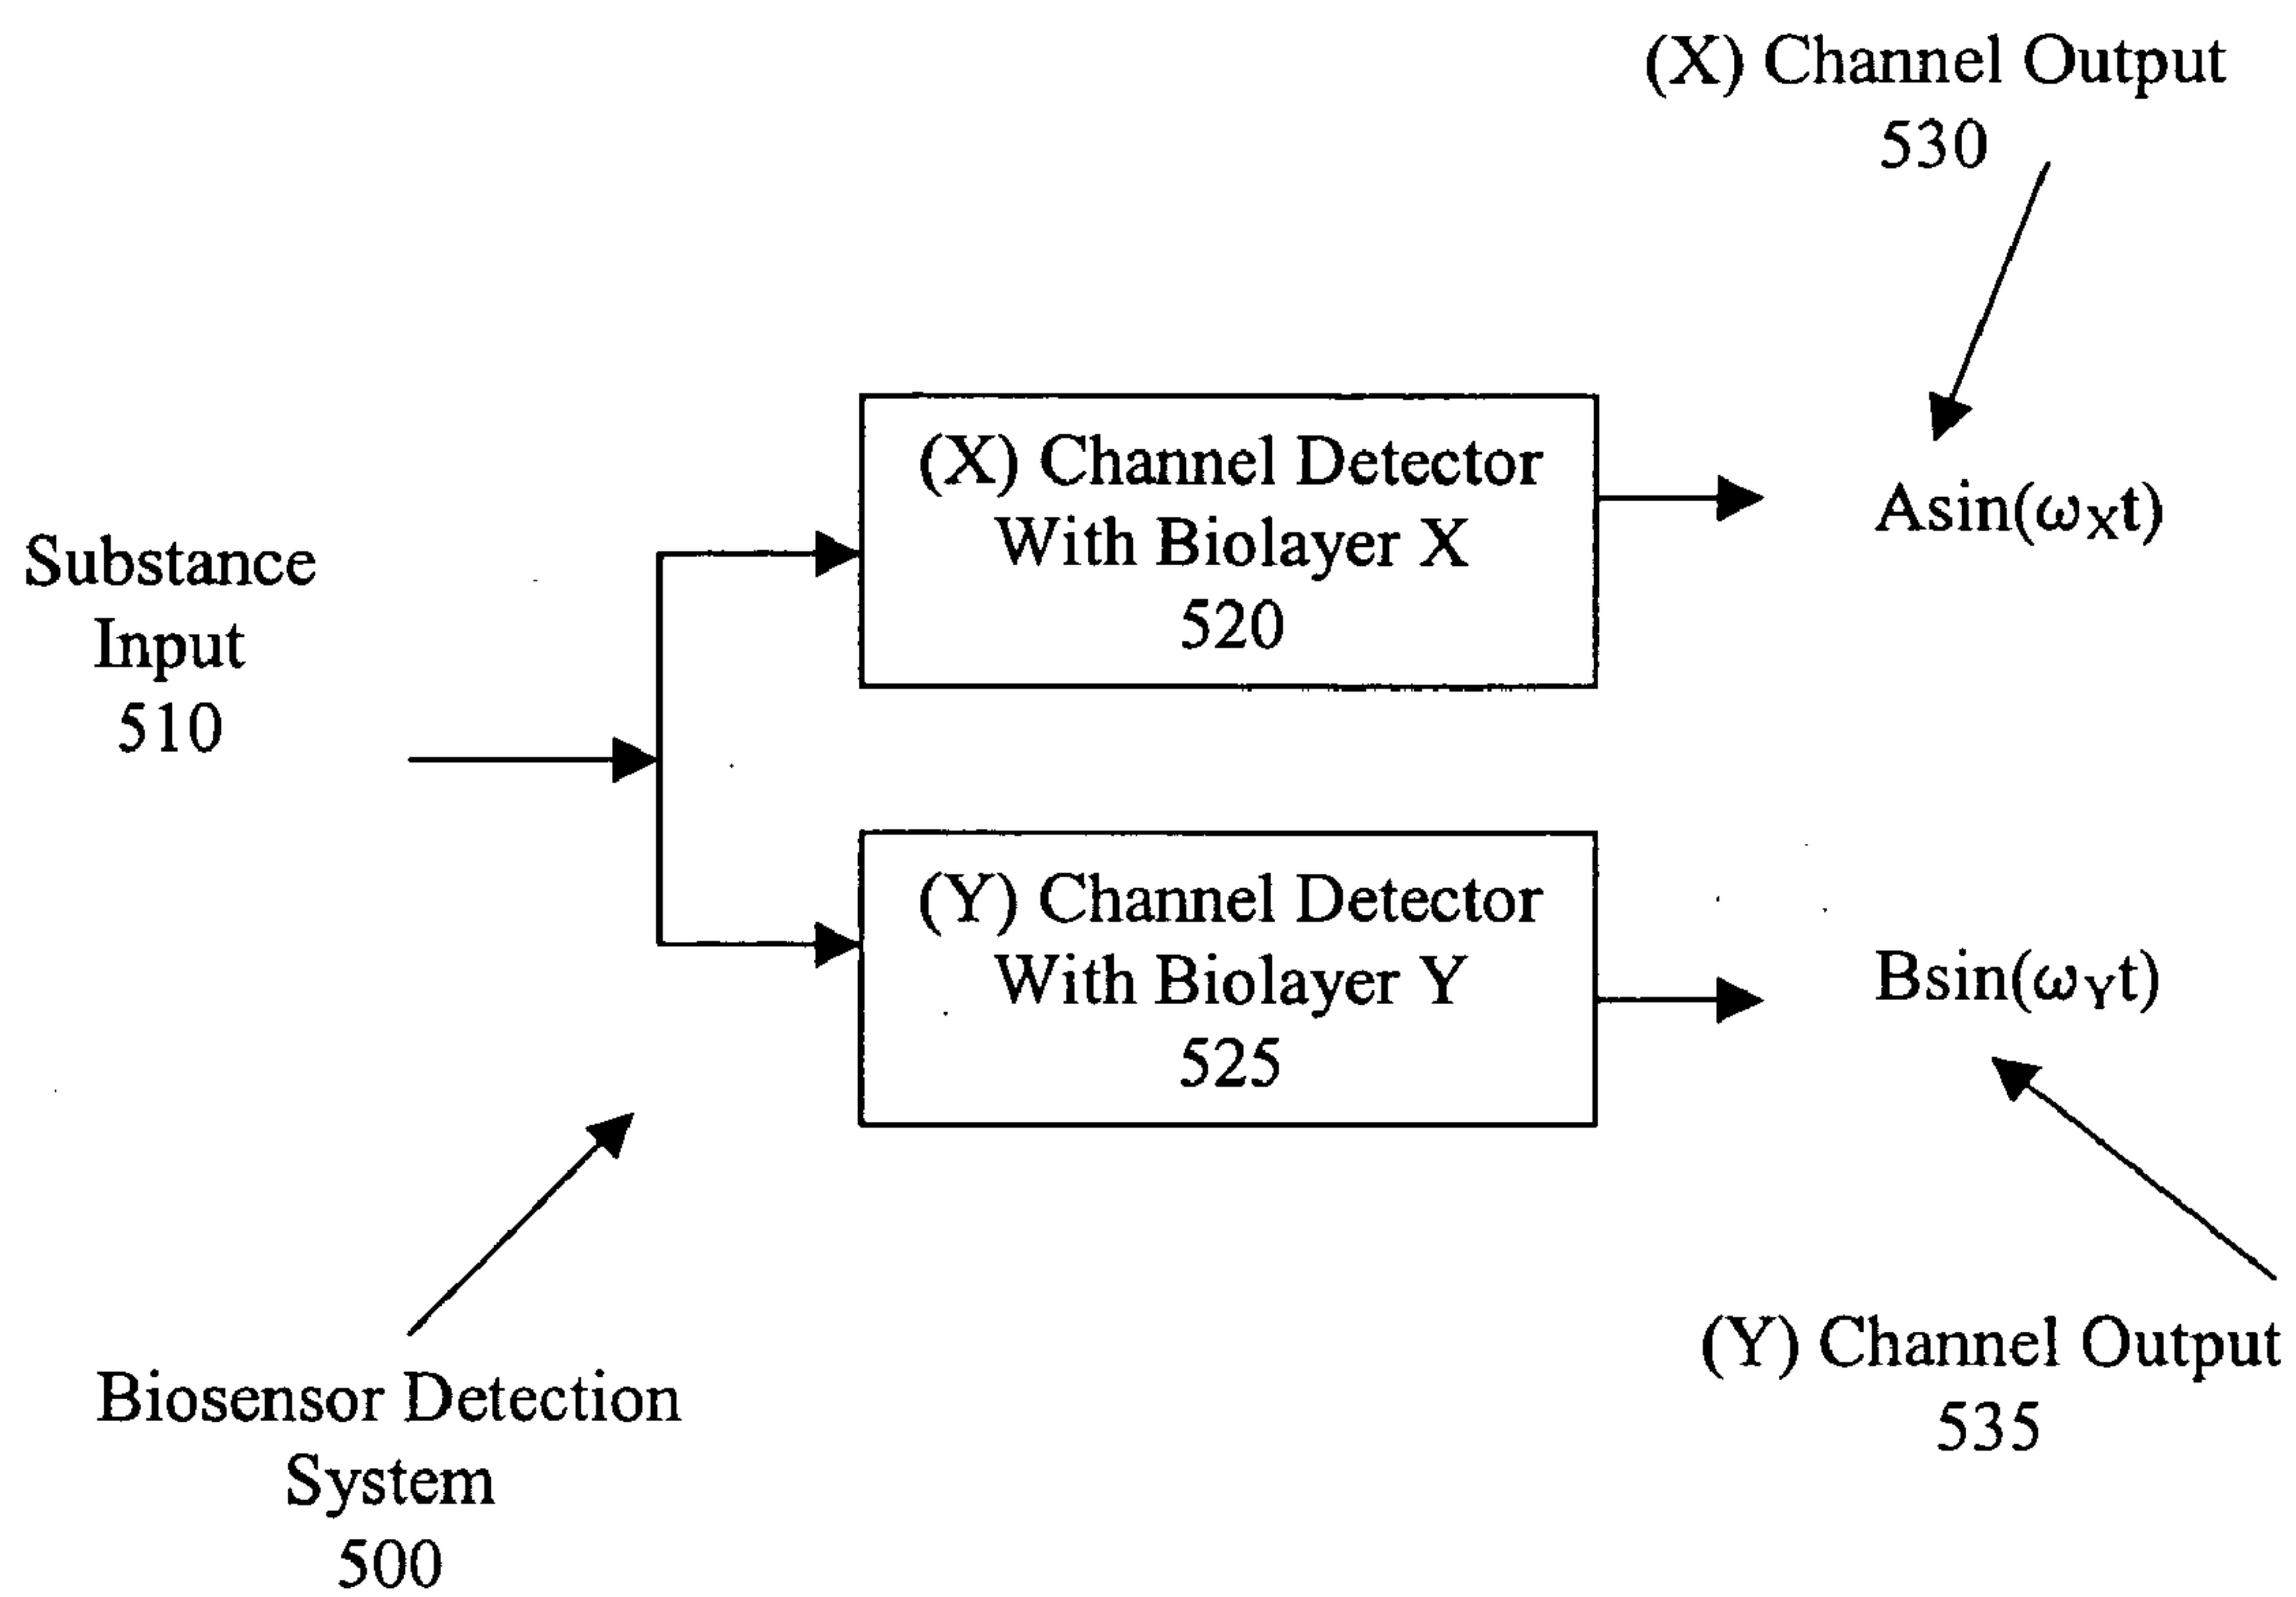 (X) Channel Output
530
(X) Channel Detector
With Biolayer X
520
Asin(ωXt)
Substance
Input
510
(Y) Channel Detector
With Biolayer Y
525
Bsin(ωYt)
(Y) Channel Output
535
Biosensor Detection
System
500